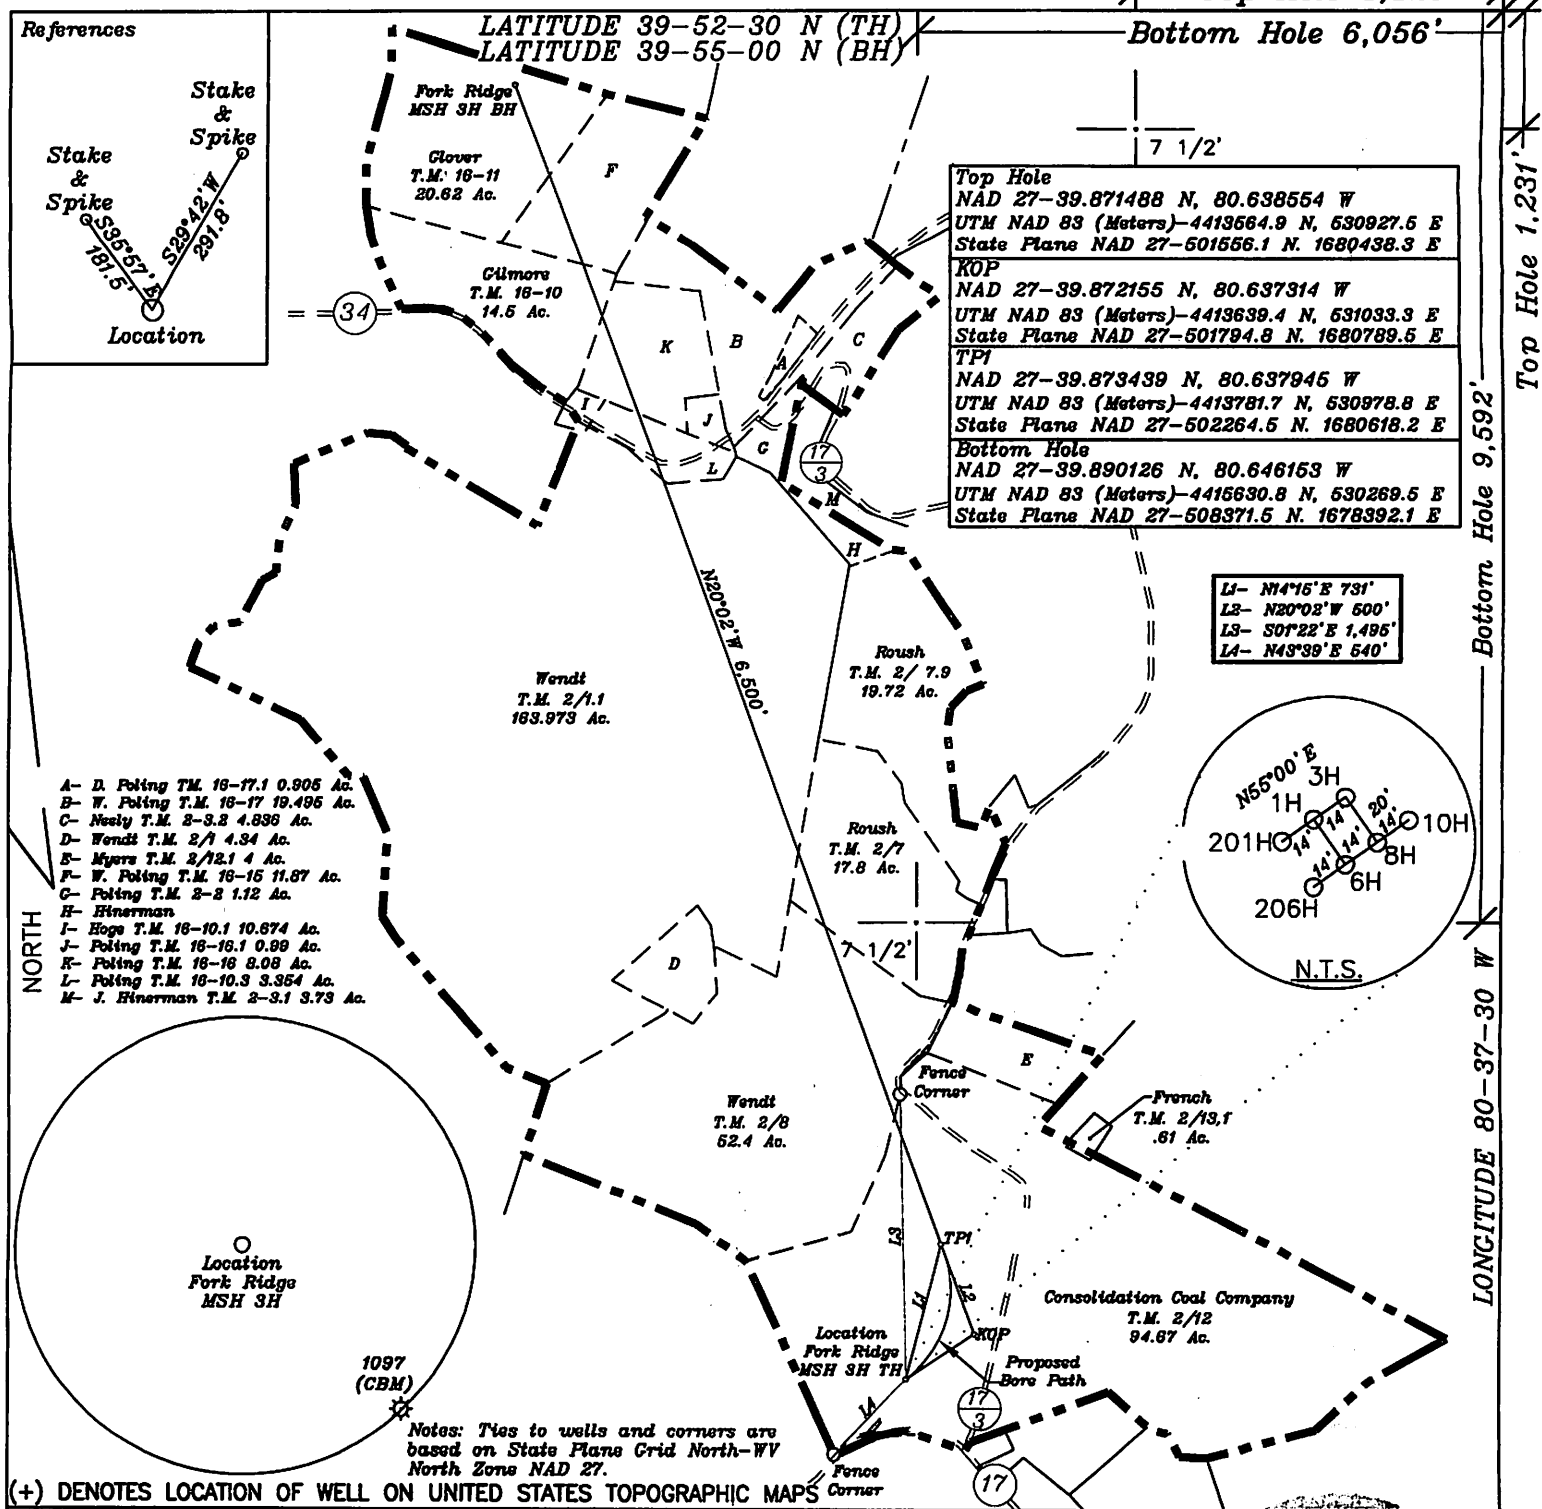 References
Stake
&
Spike
Stake
&
Spike
S35°57'E
181.5'
S29°42'W
291.8'
Location
LATITUDE 39-52-30 N (TH)
LATITUDE 39-55-00 N (BH)
Bottom Hole 6,056'
7 1/2'
Top Hole 1,231'
Bottom Hole 9,592'
LONGITUDE 80-37-30 W
Top Hole
NAD 27-39.871488 N, 80.638554 W
UTM NAD 83 (Meters)-4413564.9 N, 530927.5 E
State Plane NAD 27-501556.1 N. 1680438.3 E
KOP
NAD 27-39.872155 N, 80.637314 W
UTM NAD 83 (Meters)-4413639.4 N, 531033.3 E
State Plane NAD 27-501794.8 N. 1680789.5 E
TP1
NAD 27-39.873439 N, 80.637945 W
UTM NAD 83 (Meters)-4413781.7 N, 530978.8 E
State Plane NAD 27-502264.5 N. 1680618.2 E
Bottom Hole
NAD 27-39.890126 N, 80.646153 W
UTM NAD 83 (Meters)-4415630.8 N, 530269.5 E
State Plane NAD 27-508371.5 N. 1678392.1 E
L1- N14°15'E 731'
L2- N20°02'W 500'
L3- S01°22'E 1,495'
L4- N43°39'E 540'
Fork Ridge
MSH 3H BH
Glover
T.M. 16-11
20.62 Ac.
F
Gilmore
T.M. 16-10
14.5 Ac.
34
K
B
A
C
I
J
G
L
17
3
M
H
N20°02'W 6,500'
Wendt
T.M. 2/1.1
163.973 Ac.
Roush
T.M. 2/ 7.9
19.72 Ac.
Roush
T.M. 2/7
17.8 Ac.
N55°00'E
3H
1H
20'
14'
14'
14'
14'
14'
201H
10H
8H
6H
206H
N.T.S.
A- D. Poling TM. 16-17.1 0.905 Ac.
B- W. Poling T.M. 16-17 19.495 Ac.
C- Neely T.M. 2-3.2 4.836 Ac.
D- Wendt T.M. 2/1 4.34 Ac.
E- Myers T.M. 2/12.1 4 Ac.
F- W. Poling T.M. 16-15 11.87 Ac.
G- Poling T.M. 2-2 1.12 Ac.
H- Hinerman
I- Hoge T.M. 16-10.1 10.674 Ac.
J- Poling T.M. 16-16.1 0.99 Ac.
K- Poling T.M. 16-16 8.08 Ac.
L- Poling T.M. 16-10.3 3.354 Ac.
M- J. Hinerman T.M. 2-3.1 3.73 Ac.
NORTH
D
7 1/2'
E
Fence
Corner
French
T.M. 2/13,1
.61 Ac.
Wendt
T.M. 2/8
52.4 Ac.
L3
TP1
L1
L2
KOP
Consolidation Coal Company
T.M. 2/12
94.67 Ac.
Location
Fork Ridge
MSH 3H
Location
Fork Ridge
MSH 3H TH
Proposed
Bore Path
1097
(CBM)
L4
17
3
Notes: Ties to wells and corners are
based on State Plane Grid North-WV
North Zone NAD 27.
Fence
Corner
17
(+) DENOTES LOCATION OF WELL ON UNITED STATES TOPOGRAPHIC MAPS